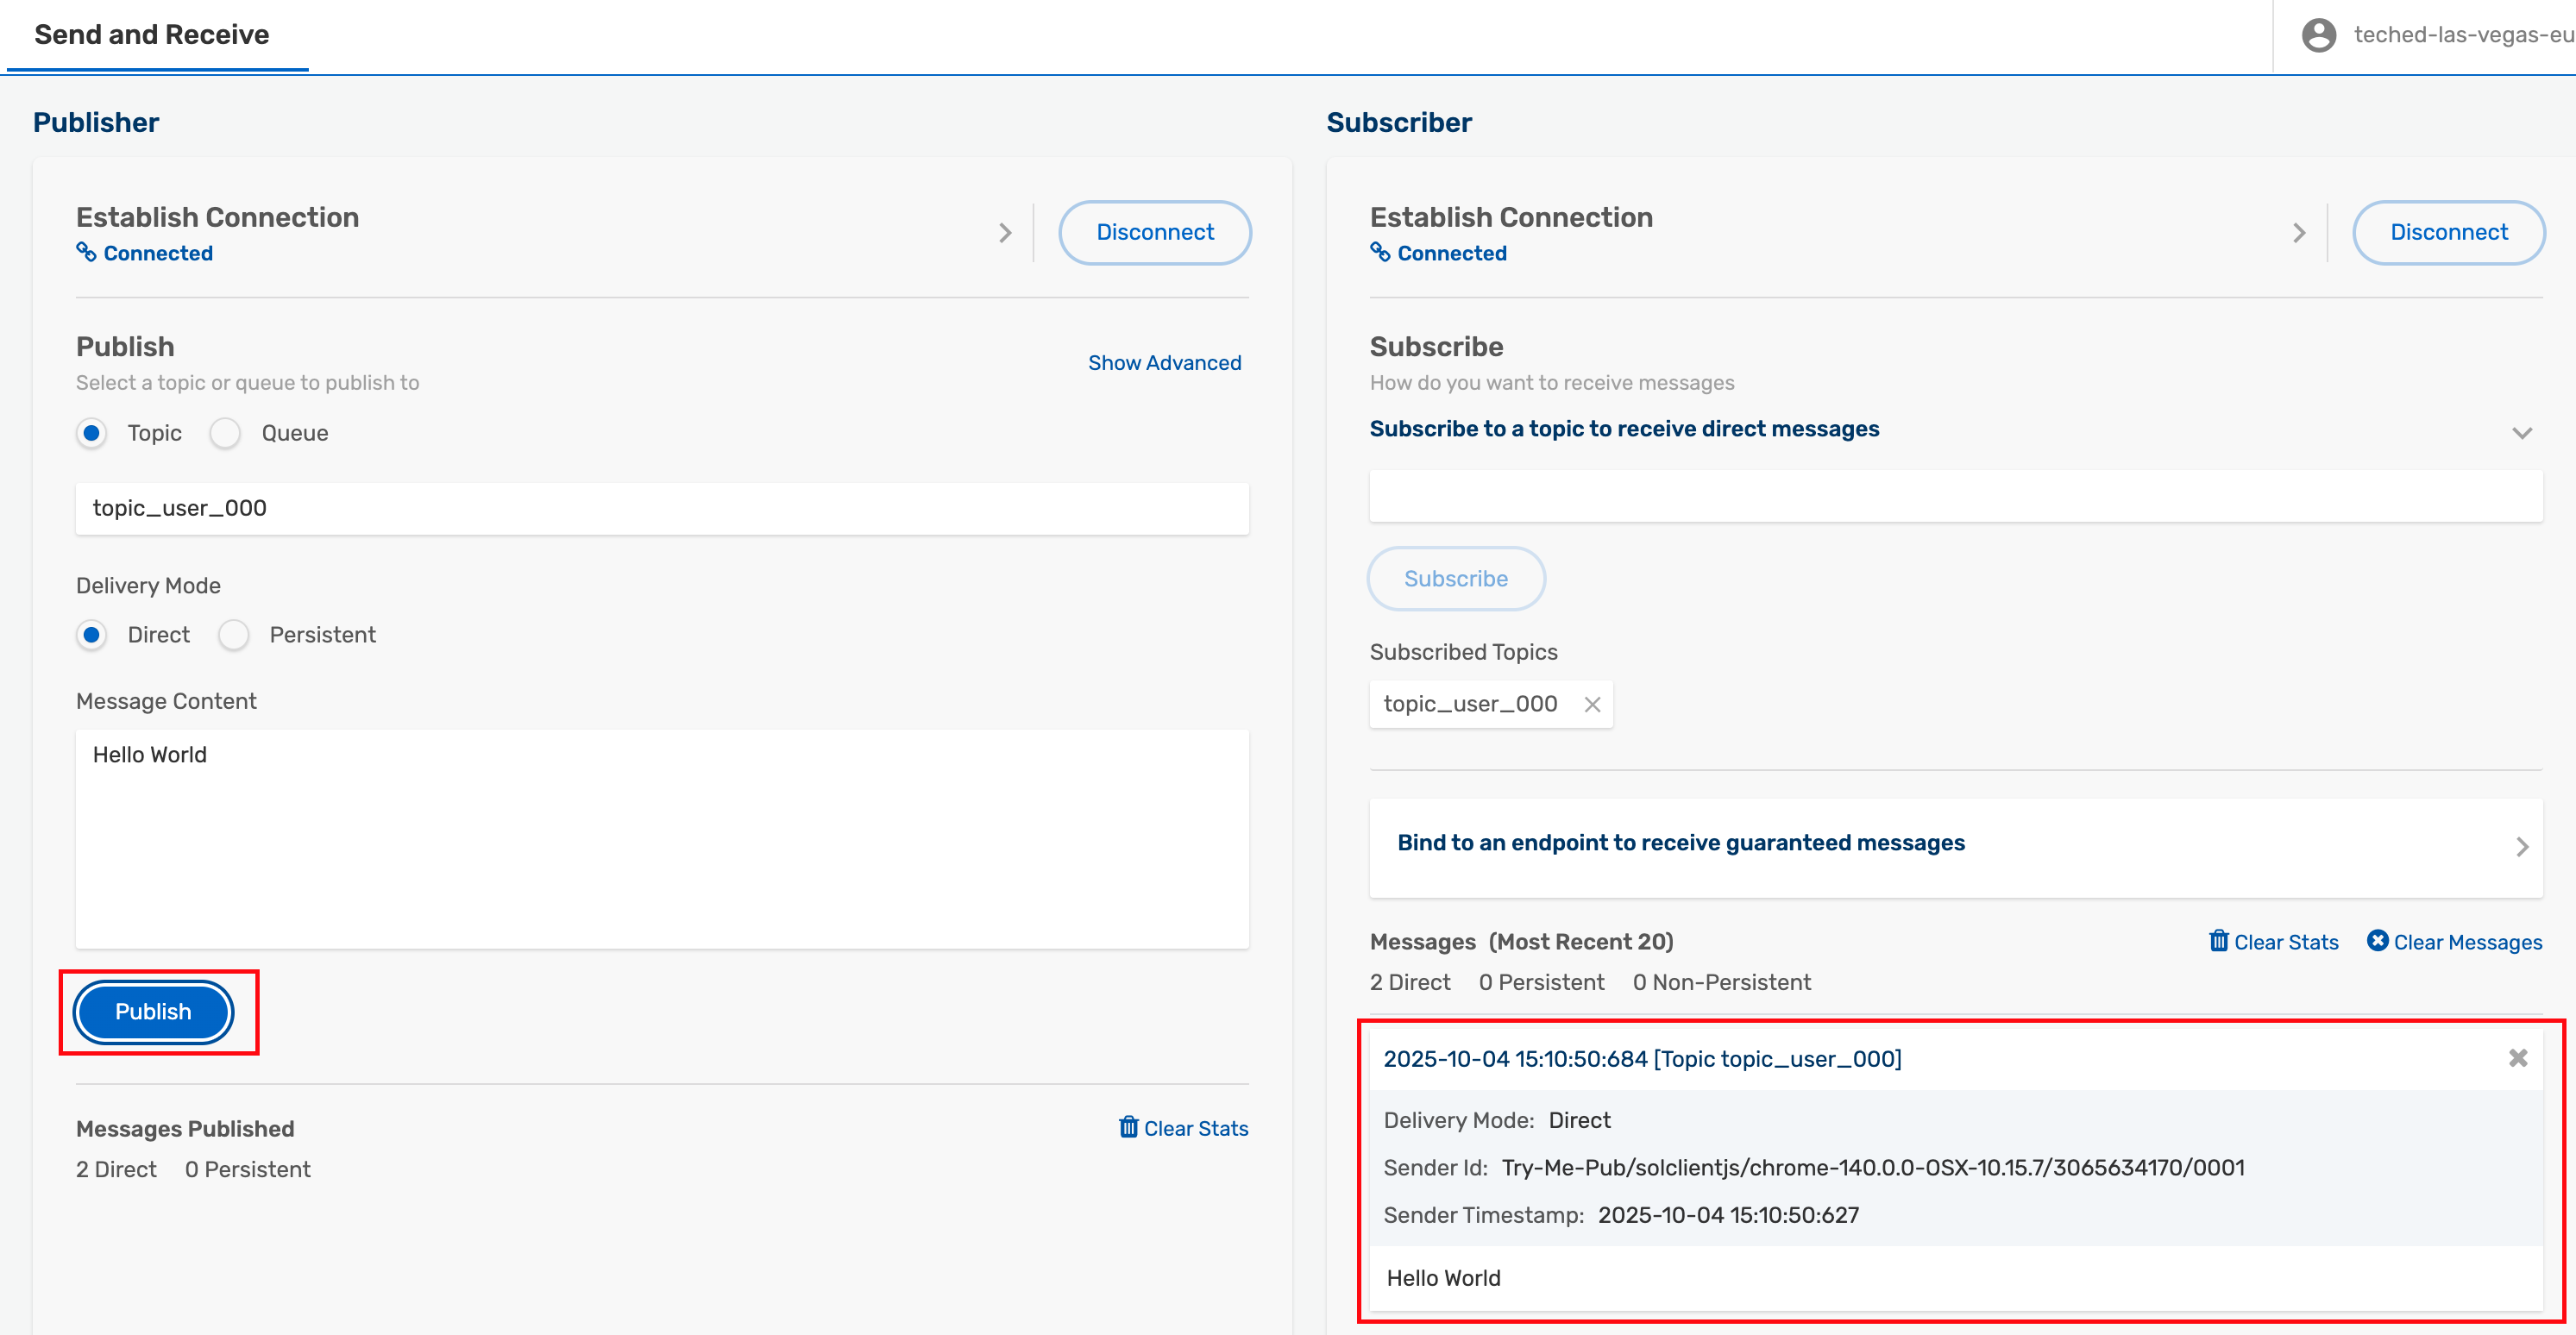 Send and Receive
teched-las-vegas-eu
Publisher
Establish Connection
Connected
Disconnect
Publish
Select a topic or queue to publish to
Show Advanced
Topic
Queue
topic_user_000
Delivery Mode
Direct
Persistent
Message Content
Hello World
Publish
Messages Published
Clear Stats
2 Direct 0 Persistent
Subscriber
Establish Connection
Connected
Disconnect
Subscribe
How do you want to receive messages
Subscribe to a topic to receive direct messages
Subscribe
Subscribed Topics
topic_user_000
Bind to an endpoint to receive guaranteed messages
Messages (Most Recent 20)
Clear Stats
Clear Messages
2 Direct 0 Persistent 0 Non-Persistent
2025-10-04 15:10:50:684 [Topic topic_user_000]
Delivery Mode: Direct
Sender Id: Try-Me-Pub/solclientjs/chrome-140.0.0-OSX-10.15.7/3065634170/0001
Sender Timestamp: 2025-10-04 15:10:50:627
Hello World